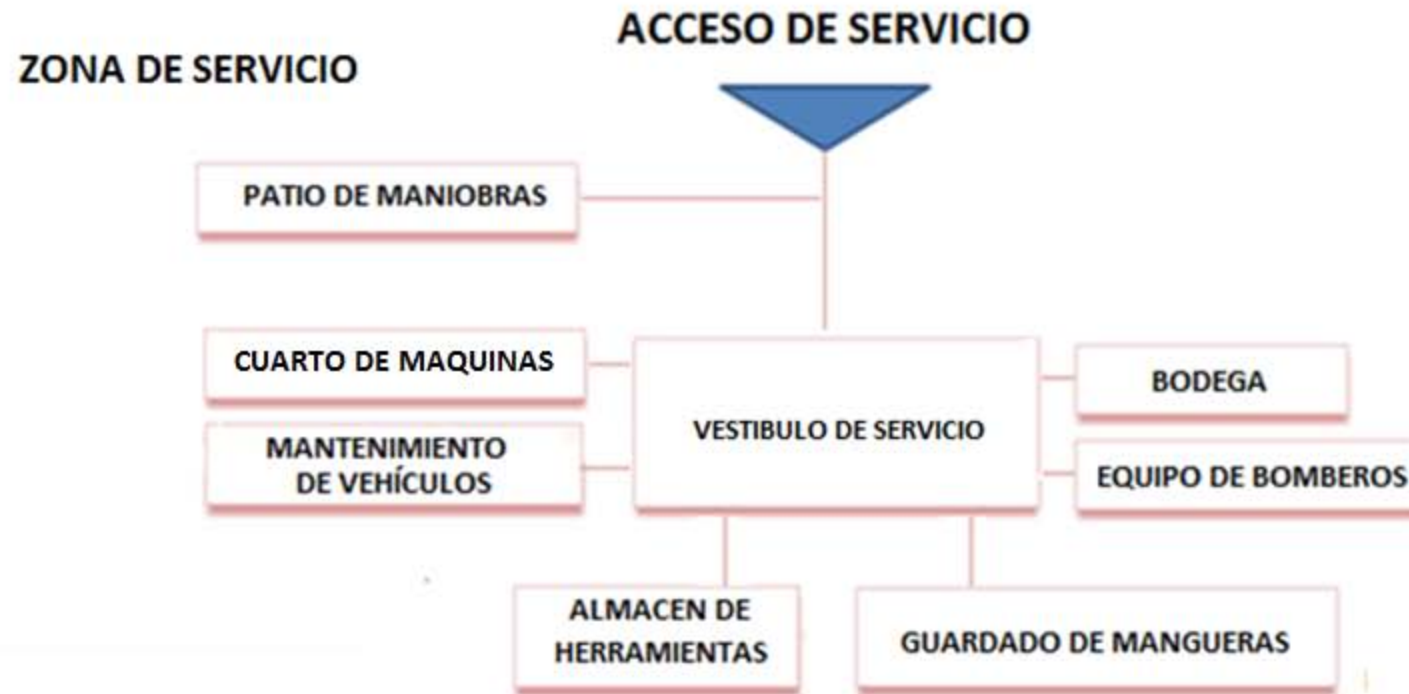 ACCESO DE SERVICIO
ZONA DE SERVICIO
PATIO DE MANIOBRAS
CUARTO DE MAQUINAS
BODEGA
VESTIBULO DE SERVICIO
MANTENIMIENTO
DE VEHÍCULOS
EQUIPO DE BOMBEROS
ALMACEN DE
HERRAMIENTAS
GUARDADO DE MANGUERAS